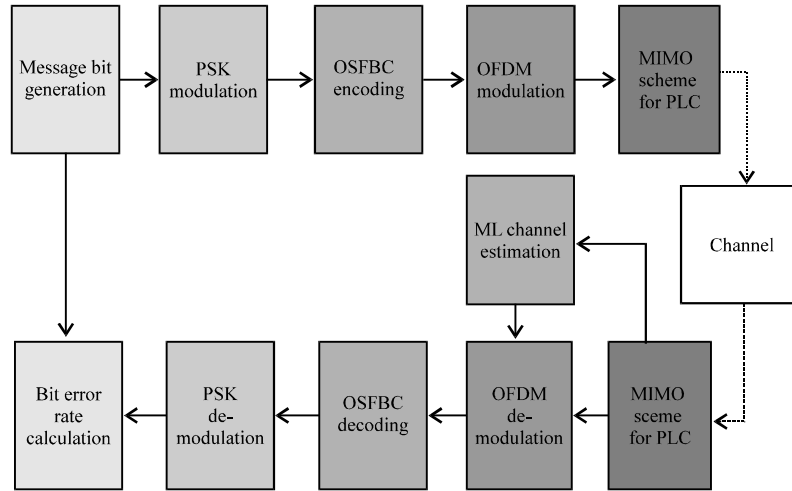 Message bit
generation
PSK
modulation
OSFBC
encoding
OFDM
modulation
MIMO
scheme
for PLC
ML channel
estimation
Channel
Bit error
rate
calculation
PSK
de-
modulation
OSFBC
decoding
OFDM
de-
modulation
MIMO
sceme
for PLC